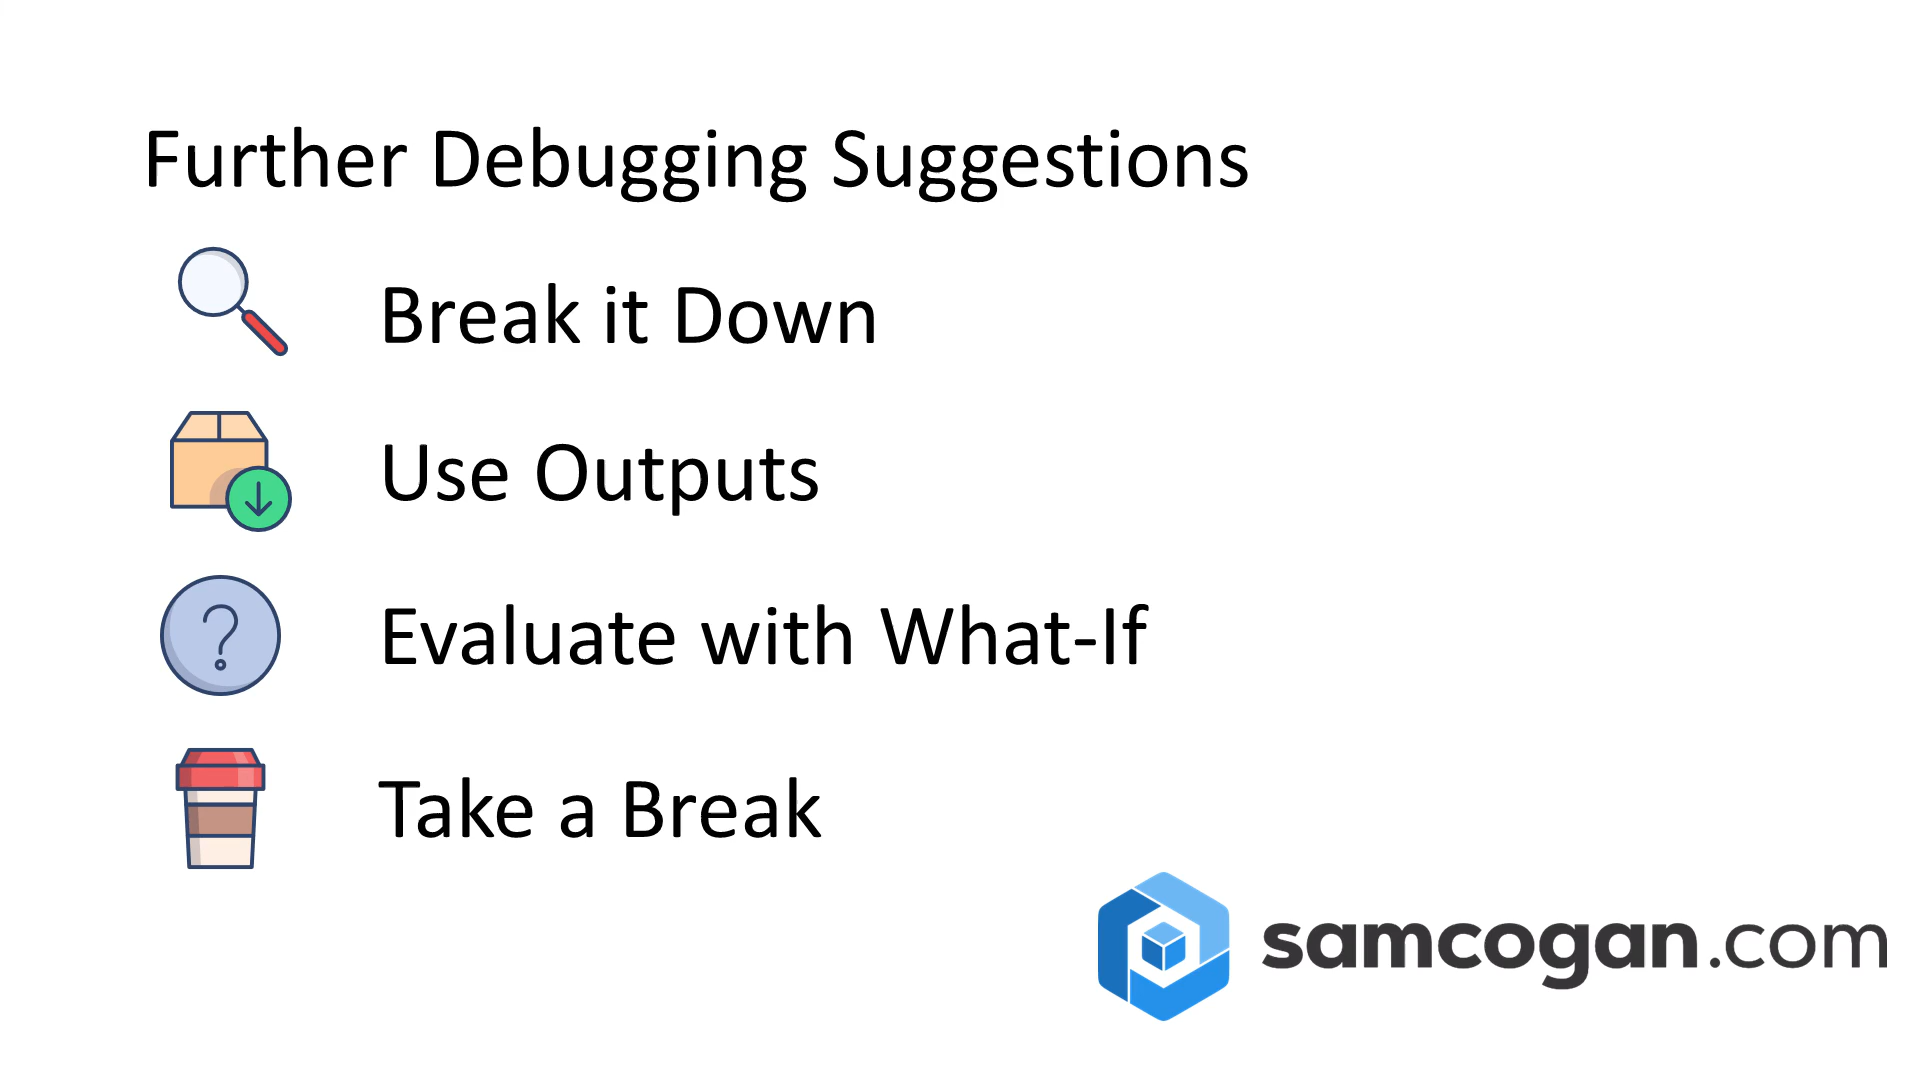 Further Debugging Suggestions
Break it Down
Use Outputs
?
Evaluate with What-If
Take a Break
samcogan.com